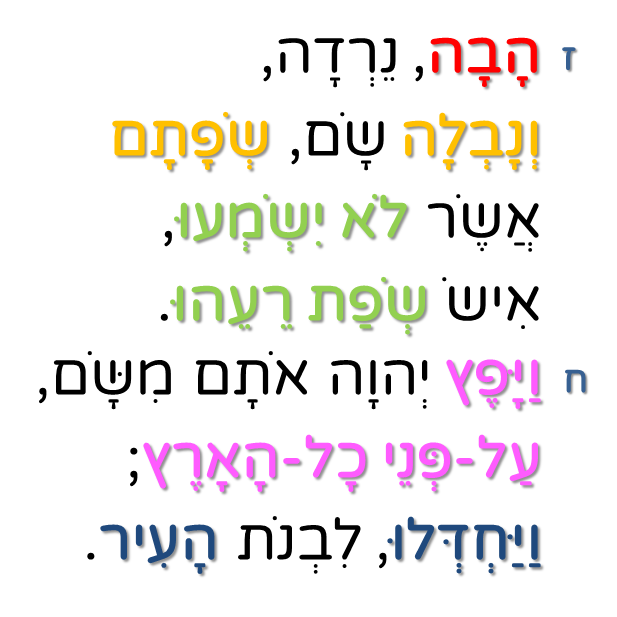 ז הָבָה, נֵרְדָה,
וְנָבְלָה שָׁם, שְׂפָתָם
אֲשֶׁר לֹא יִשְׁמְעוּ,
אִישׁ שְׂפַת רֵעֵהוּ.
ח וַיָּפֶץ יְהוָה אֹתָם מִשָּׁם,
עַל-פְּנֵי כָל-הָאָרֶץ;
וַיַּחְדְּלוּ, לִבְנֹת הָעִיר.